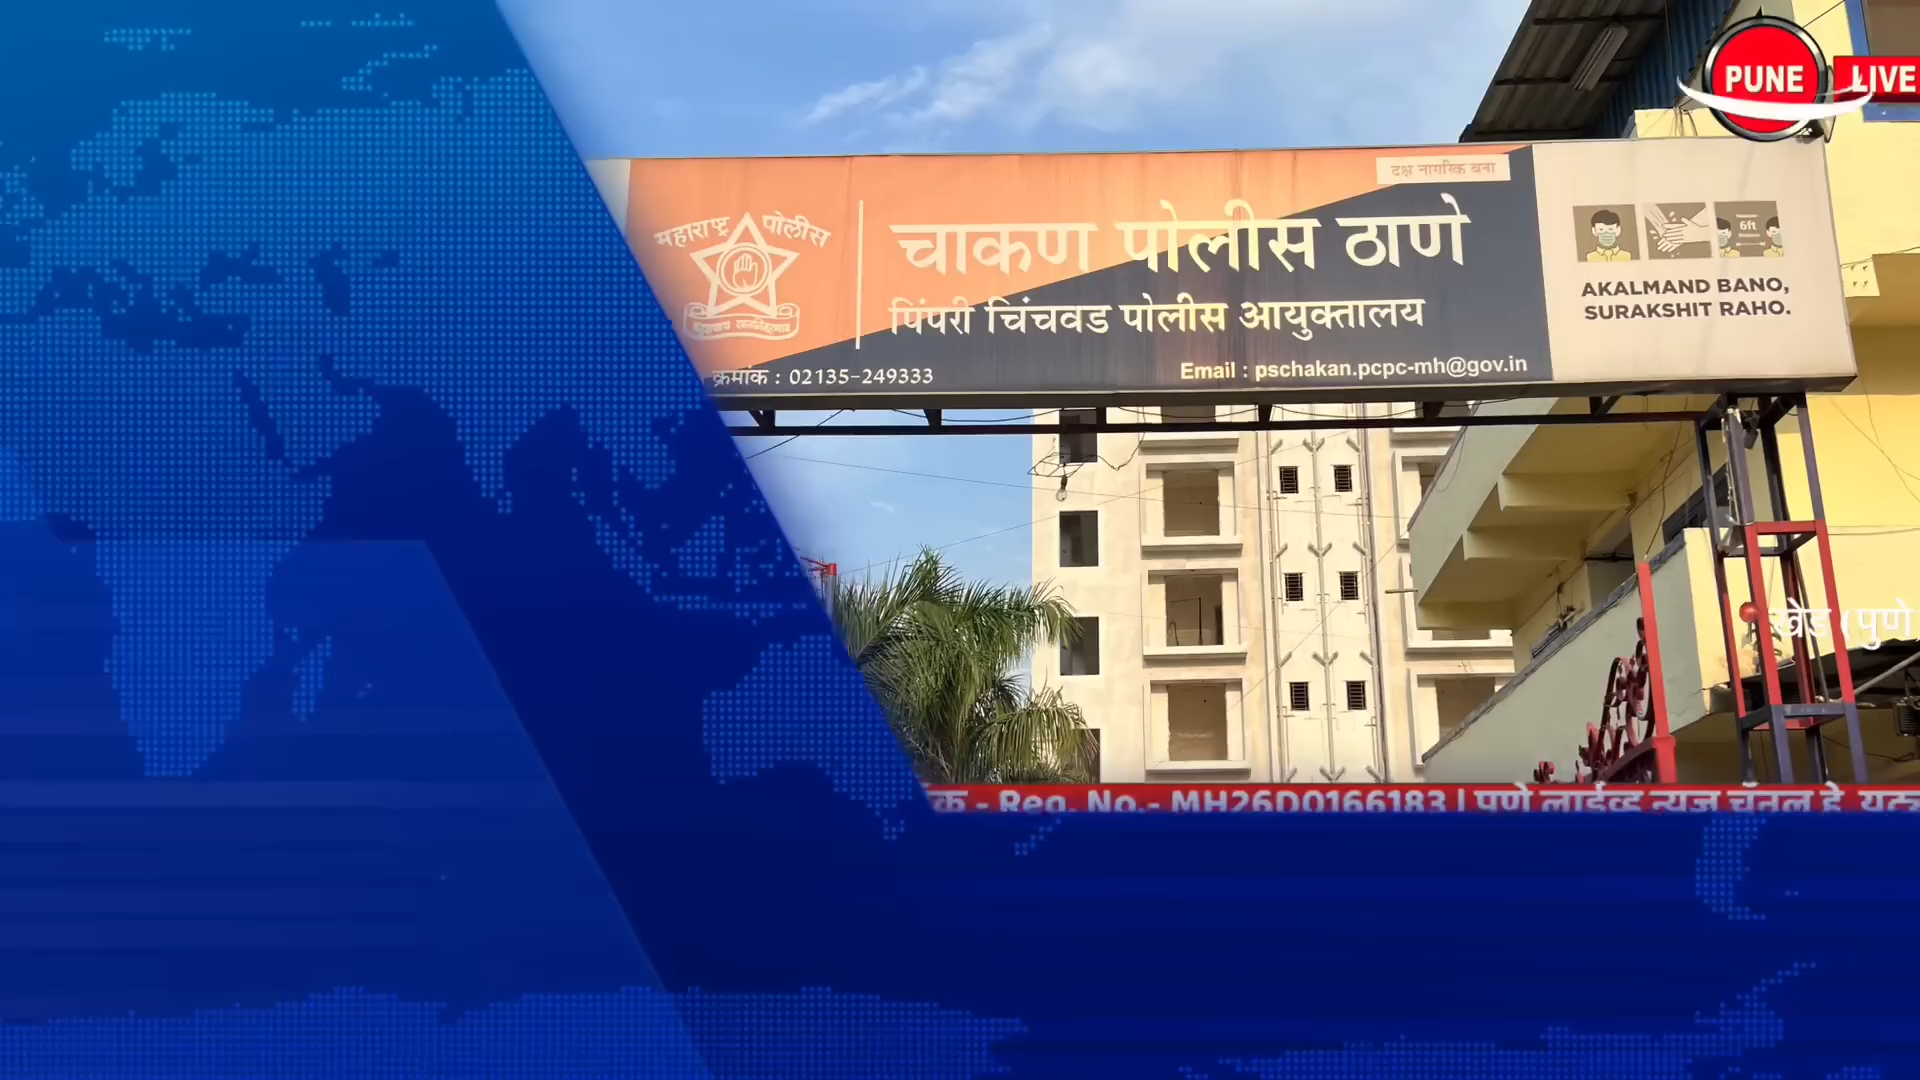 PUNE LIVE
दक्ष नागरिक बना
महाराष्ट्र पोलीस
चाकण पोलीस ठाणे
पिंपरी चिंचवड पोलीस आयुक्तालय
क्रमांक : 02135-249333
Email : pschakan.pcpc-mh@gov.in
6ft
AKALMAND BANO,
SURAKSHIT RAHO.
खेड (पुणे
- Reg. No.- MH26D0166183 | पुणे लाईव्ह न्यूज चॅनल हे